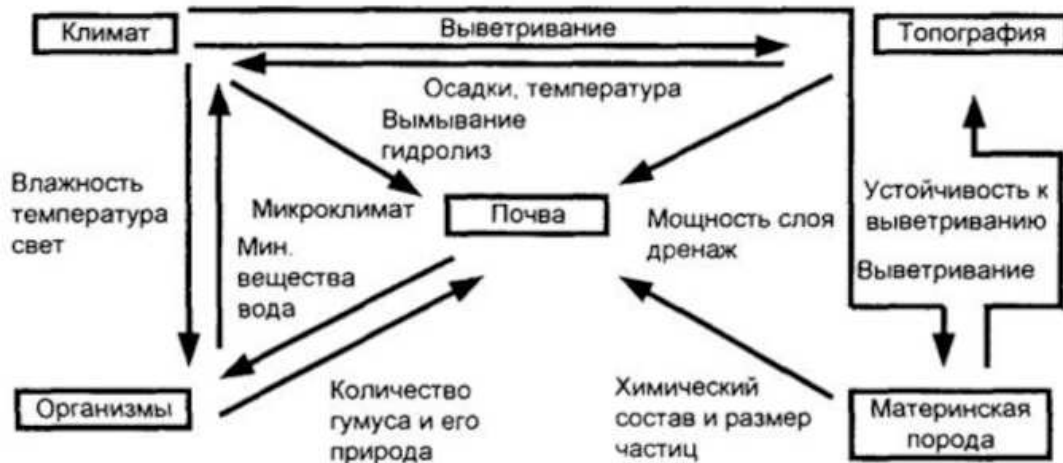 Климат
Выветривание
Топография
Осадки, температура
Вымывание
гидролиз
Влажность
температура
свет
Микроклимат
Почва
Мощность слоя
дренаж
Устойчивость к
выветриванию
Мин.
вещества
вода
Выветривание
Организмы
Количество
гумуса и его
природа
Химический
состав и размер
частиц
Материнская
порода